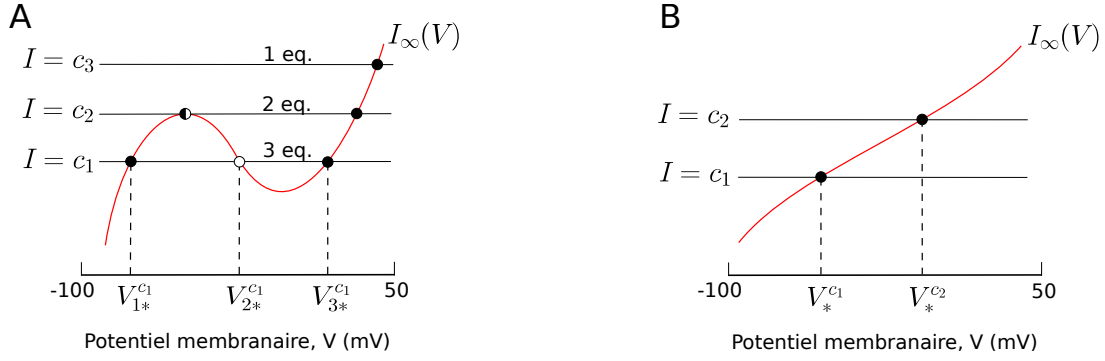 A
I∞(V)
I = c₃
1 eq.
I = c₂
2 eq.
I = c₁
3 eq.
-100
50
V₁*^c₁
V₂*^c₁
V₃*^c₁
Potentiel membranaire, V (mV)
B
I∞(V)
I = c₂
I = c₁
-100
50
V*^c₁
V*^c₂
Potentiel membranaire, V (mV)